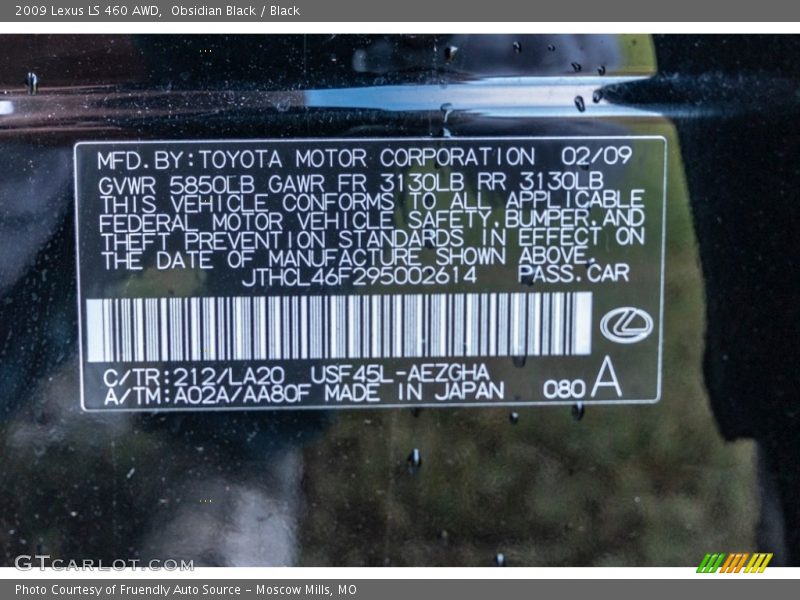 2009 Lexus LS 460 AWD,  Obsidian Black / Black
MFD. BY: TOYOTA MOTOR CORPORATION 02/09
GVWR 5850LB GAWR FR 3130LB RR 3130LB
THIS VEHICLE CONFORMS TO ALL APPLICABLE
FEDERAL MOTOR VEHICLE SAFETY, BUMPER, AND
THEFT PREVENTION STANDARDS IN EFFECT ON
THE DATE OF MANUFACTURE SHOWN ABOVE.
JTHCL46F295002614 PASS. CAR
C/TR: 212/LA20 USF45L-AEZGHA
A/TM: A02A/AA80F MADE IN JAPAN 080 A
GTCARLOT.COM
Photo Courtesy of Fruendly Auto Source – Moscow Mills, MO